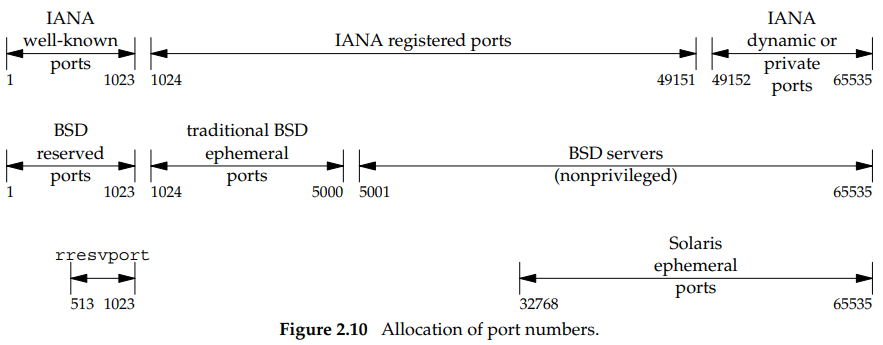 IANA
well-known
ports
1 1023
IANA registered ports
1024 49151
IANA
dynamic or
private
ports
49152 65535
BSD
reserved
ports
1 1023
traditional BSD
ephemeral
ports
1024 5000
BSD servers
(nonprivileged)
5001 65535
rresvport
513 1023
Solaris
ephemeral
ports
32768 65535
Figure 2.10 Allocation of port numbers.